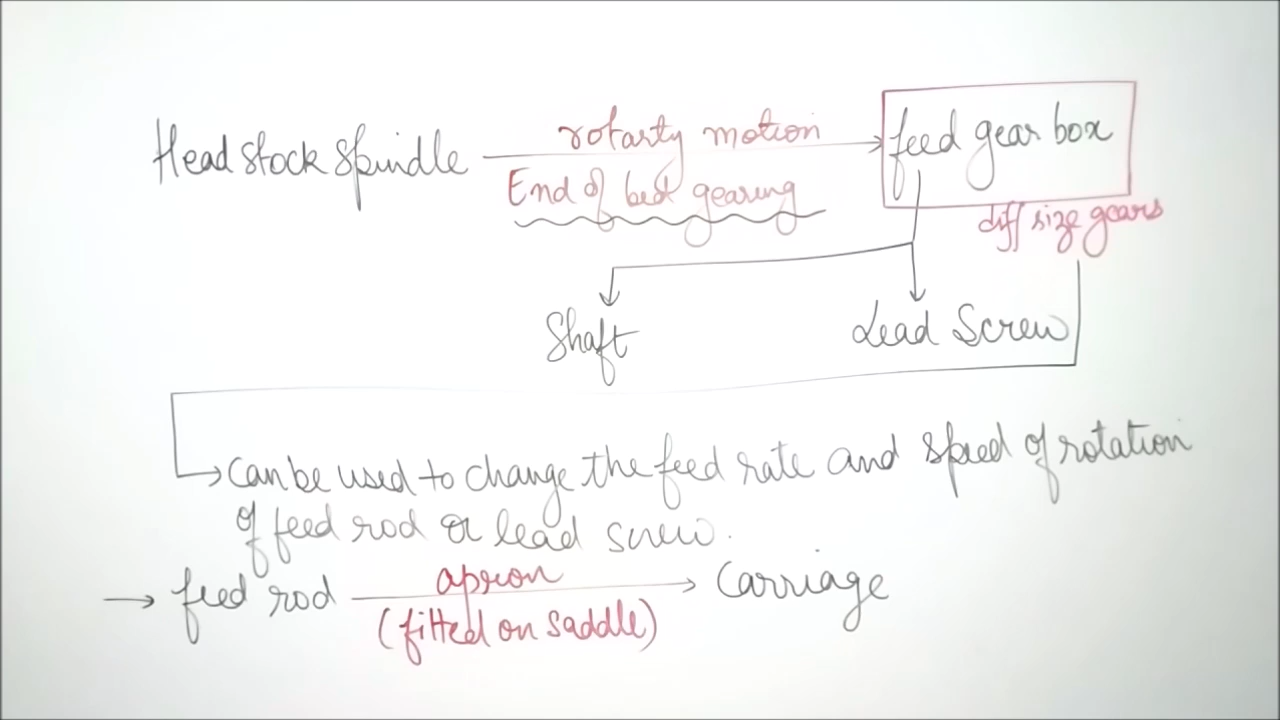 Head stock spindle rotarty motion feed gear box
End of bed gearing
diff size gears
Shaft Lead Screw
Can be used to change the feed rate and speed of rotation
of feed rod or lead screw.
→ feed rod apron Carriage
(fitted on saddle)